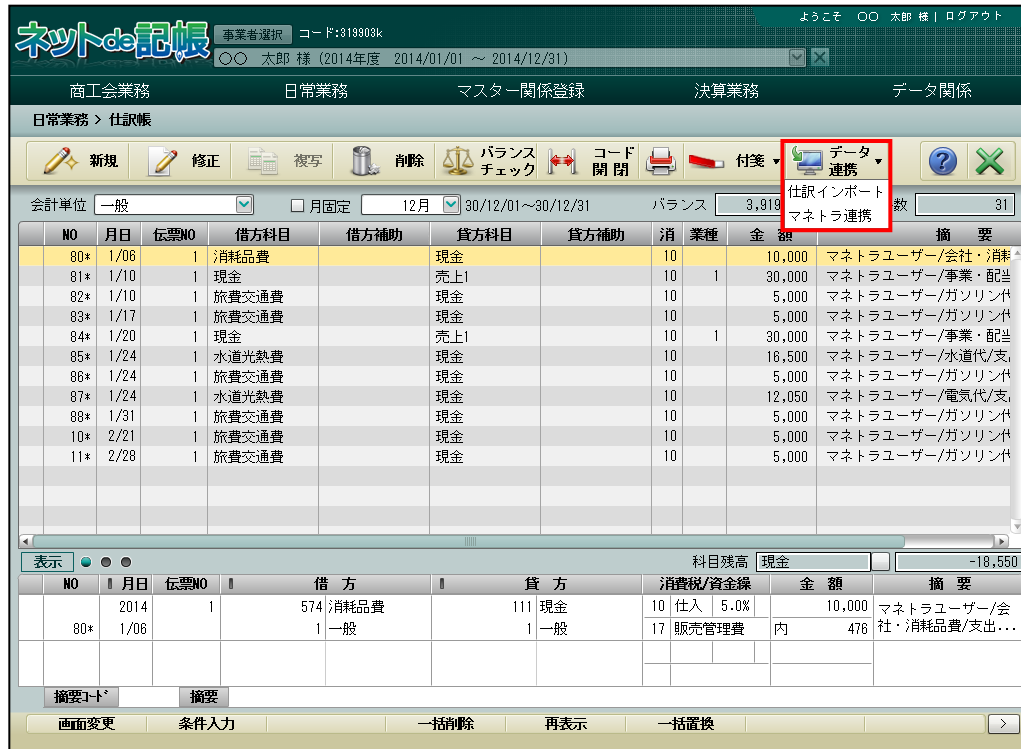 ようこそ 〇〇 太郎 様 | ログアウト
ネットde記帳 事業者選択 コード:319903k
〇〇 太郎 様 (2014年度 2014/01/01 ～ 2014/12/31)
商工会業務 日常業務 マスター関係登録 決算業務 データ関係
日常業務 > 仕訳帳
新規 修正 複写 削除 バランスチェック コード開閉 付箋 データ連携
仕訳インポート
マネトラ連携
会計単位 一般 月固定 12月 30/12/01～30/12/31 バランス 3,919 数 31
NO 月日 伝票NO 借方科目 借方補助 貸方科目 貸方補助 消 業種 金 額 摘 要
80* 1/06 1 消耗品費 現金 10 10,000 マネトラユーザー/会社・消耗
81* 1/10 1 現金 売上1 10 1 30,000 マネトラユーザー/事業・配当
82* 1/10 1 旅費交通費 現金 10 5,000 マネトラユーザー/ガソリン代
83* 1/17 1 旅費交通費 現金 10 5,000 マネトラユーザー/ガソリン代
84* 1/20 1 現金 売上1 10 1 30,000 マネトラユーザー/事業・配当
85* 1/24 1 水道光熱費 現金 10 16,500 マネトラユーザー/水道代/支
86* 1/24 1 旅費交通費 現金 10 5,000 マネトラユーザー/ガソリン代
87* 1/24 1 水道光熱費 現金 10 12,050 マネトラユーザー/電気代/支
88* 1/31 1 旅費交通費 現金 10 5,000 マネトラユーザー/ガソリン代
10* 2/21 1 旅費交通費 現金 10 5,000 マネトラユーザー/ガソリン代
11* 2/28 1 旅費交通費 現金 10 5,000 マネトラユーザー/ガソリン代
表示 科目残高 現金 -18,550
NO 月日 伝票NO 借 方 貸 方 消費税/資金繰 金 額 摘 要
2014 1 574 消耗品費 111 現金 10 仕入 5.0% 10,000 マネトラユーザー/会
80* 1/06 1 一般 1 一般 17 販売管理費 内 476 社・消耗品費/支出...
摘要コード 摘要
画面変更 条件入力 一括削除 再表示 一括置換 >